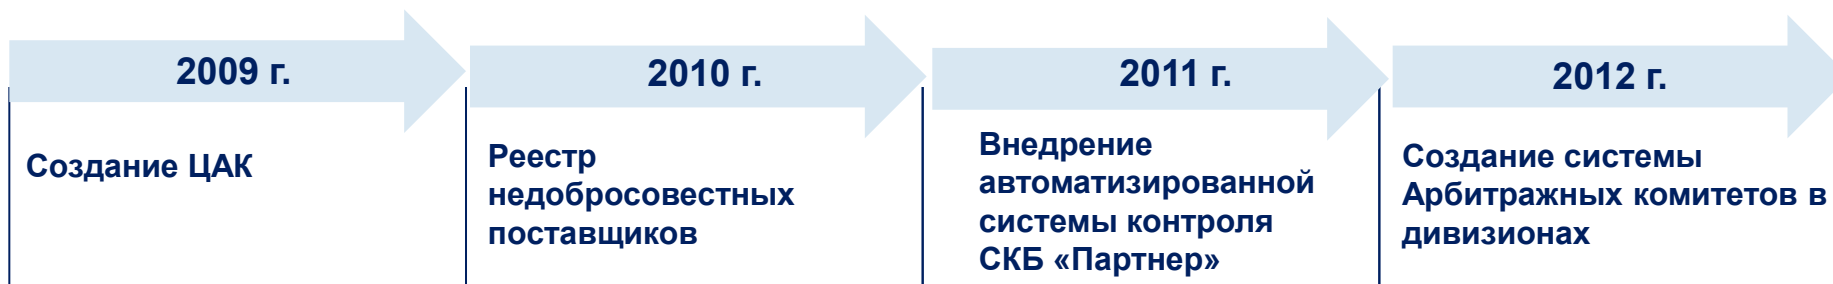 2009 г.
Создание ЦАК
2010 г.
Реестр
недобросовестных
поставщиков
2011 г.
Внедрение
автоматизированной
системы контроля
СКБ «Партнер»
2012 г.
Создание системы
Арбитражных комитетов в
дивизионах